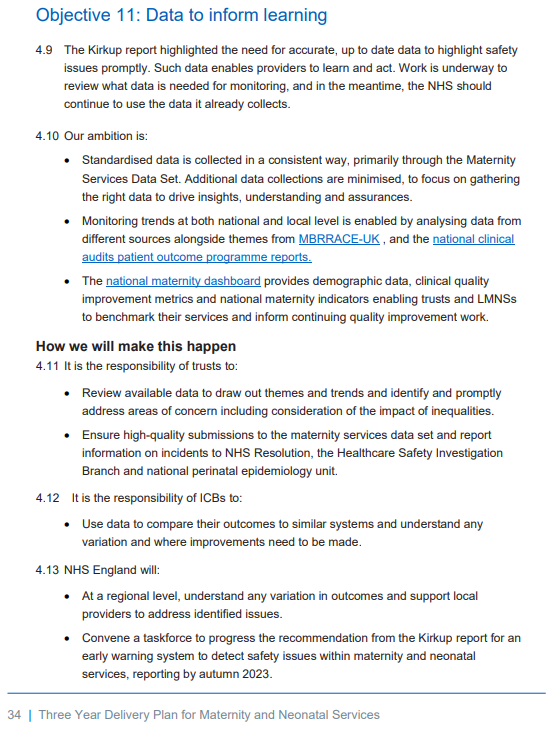 Objective 11: Data to inform learning
4.9 The Kirkup report highlighted the need for accurate, up to date data to highlight safety
issues promptly. Such data enables providers to learn and act. Work is underway to
review what data is needed for monitoring, and in the meantime, the NHS should
continue to use the data it already collects.
4.10 Our ambition is:
• Standardised data is collected in a consistent way, primarily through the Maternity
Services Data Set. Additional data collections are minimised, to focus on gathering
the right data to drive insights, understanding and assurances.
• Monitoring trends at both national and local level is enabled by analysing data from
different sources alongside themes from MBRRACE-UK , and the national clinical
audits patient outcome programme reports.
• The national maternity dashboard provides demographic data, clinical quality
improvement metrics and national maternity indicators enabling trusts and LMNSs
to benchmark their services and inform continuing quality improvement work.
How we will make this happen
4.11 It is the responsibility of trusts to:
• Review available data to draw out themes and trends and identify and promptly
address areas of concern including consideration of the impact of inequalities.
• Ensure high-quality submissions to the maternity services data set and report
information on incidents to NHS Resolution, the Healthcare Safety Investigation
Branch and national perinatal epidemiology unit.
4.12 It is the responsibility of ICBs to:
• Use data to compare their outcomes to similar systems and understand any
variation and where improvements need to be made.
4.13 NHS England will:
• At a regional level, understand any variation in outcomes and support local
providers to address identified issues.
• Convene a taskforce to progress the recommendation from the Kirkup report for an
early warning system to detect safety issues within maternity and neonatal
services, reporting by autumn 2023.
34 | Three Year Delivery Plan for Maternity and Neonatal Services